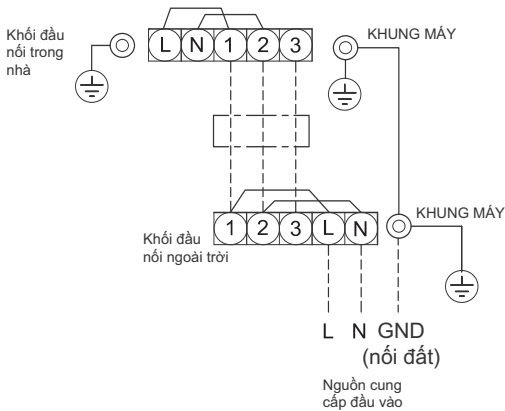 Khối đầu
nối trong
nhà
L N 1 2 3
KHUNG MÁY
1 2 3 L N
KHUNG MÁY
Khối đầu
nối ngoài trời
L N GND
(nối đất)
Nguồn cung
cấp đầu vào